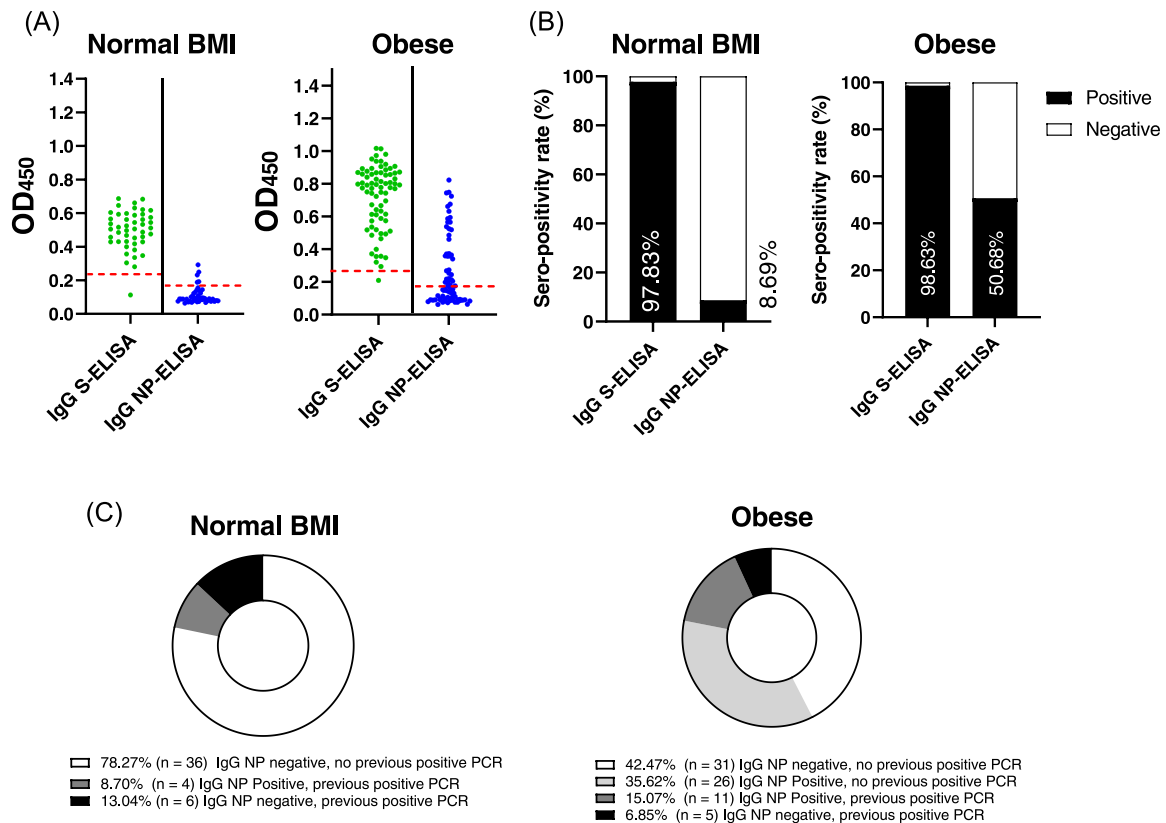 (A)
Normal BMI
Obese
OD450
1.4
1.2
1.0
0.8
0.6
0.4
0.2
0.0
IgG S-ELISA
IgG NP-ELISA
OD450
1.4
1.2
1.0
0.8
0.6
0.4
0.2
0.0
IgG S-ELISA
IgG NP-ELISA
(B)
Normal BMI
Obese
Sero-positivity rate (%)
100
80
60
40
20
0
97.83%
8.69%
IgG S-ELISA
IgG NP-ELISA
Sero-positivity rate (%)
100
80
60
40
20
0
98.63%
50.68%
IgG S-ELISA
IgG NP-ELISA
Positive
Negative
(C)
Normal BMI
78.27% (n = 36) IgG NP negative, no previous positive PCR
8.70% (n = 4) IgG NP Positive, previous positive PCR
13.04% (n = 6) IgG NP negative, previous positive PCR
Obese
42.47% (n = 31) IgG NP negative, no previous positive PCR
35.62% (n = 26) IgG NP Positive, no previous positive PCR
15.07% (n = 11) IgG NP Positive, previous positive PCR
6.85% (n = 5) IgG NP negative, previous positive PCR